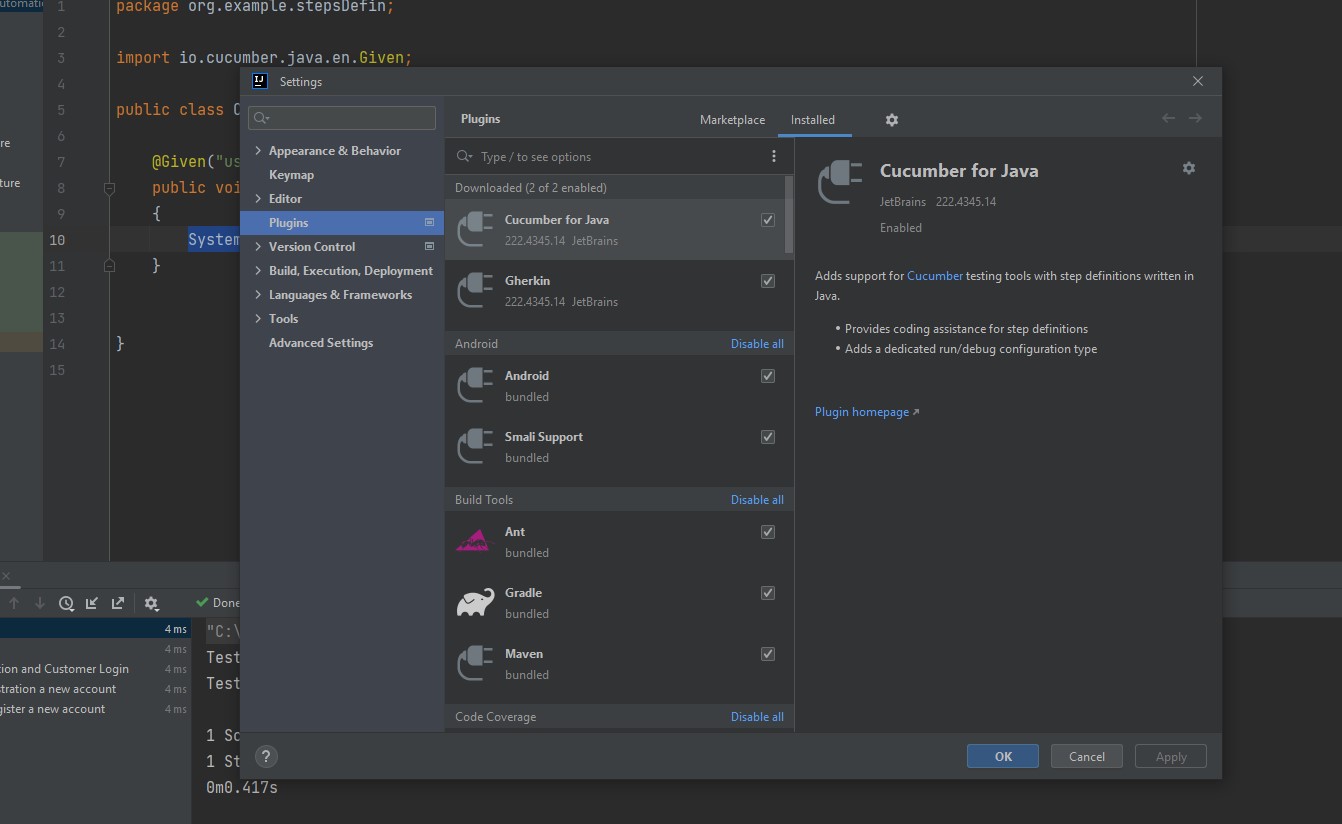 utomati
1 package org.example.stepsDefin;
2
3 import io.cucumber.java.en.Given;
4
5 public class C
6
7 @Given("us
8 public voi
9 {
10 System
11 }
12
13
14 }
15
re
ture
Settings
Plugins
Marketplace
Installed
Appearance & Behavior
Keymap
Editor
Plugins
Version Control
Build, Execution, Deployment
Languages & Frameworks
Tools
Advanced Settings
Type / to see options
Downloaded (2 of 2 enabled)
Cucumber for Java
222.4345.14 JetBrains
Gherkin
222.4345.14 JetBrains
Android Disable all
Android
bundled
Smali Support
bundled
Build Tools Disable all
Ant
bundled
Gradle
bundled
Maven
bundled
Code Coverage Disable all
Cucumber for Java
JetBrains 222.4345.14
Enabled
Adds support for Cucumber testing tools with step definitions written in
Java.
• Provides coding assistance for step definitions
• Adds a dedicated run/debug configuration type
Plugin homepage ↗
? OK Cancel Apply
Done
4 ms
4 ms
tion and Customer Login 4 ms
stration a new account 4 ms
gister a new account 4 ms
"C:\
Test
Test
1 Sc
1 St
0m0.417s